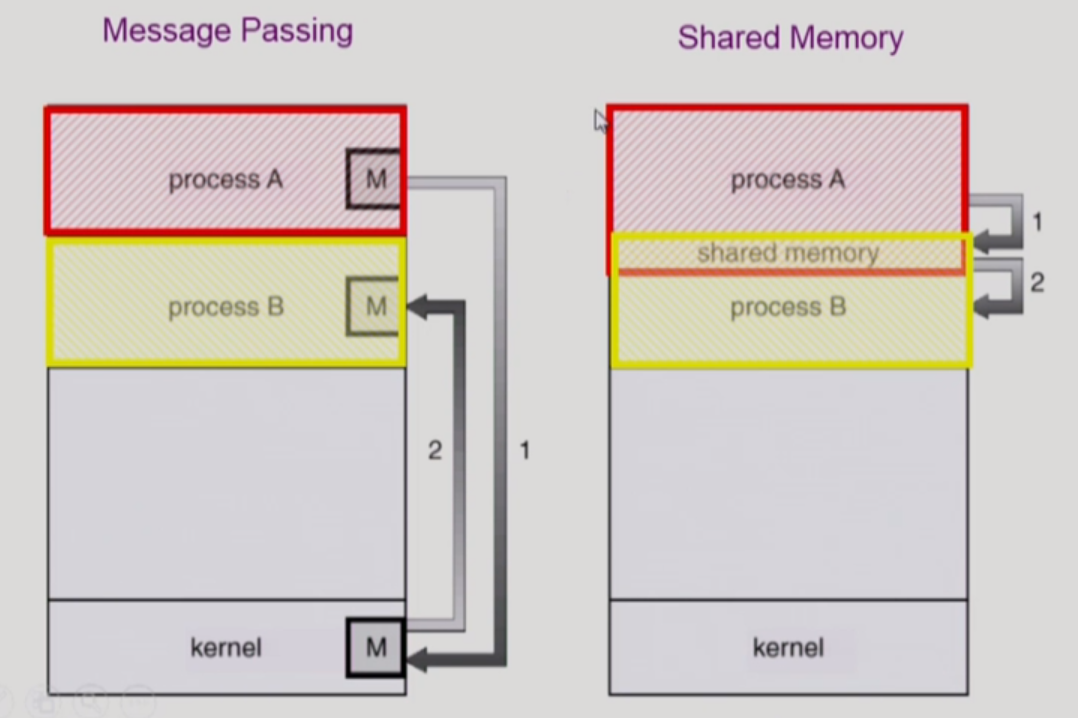 Message Passing
process A
M
process B
M
2
1
kernel
M
Shared Memory
process A
1
shared memory
2
process B
kernel